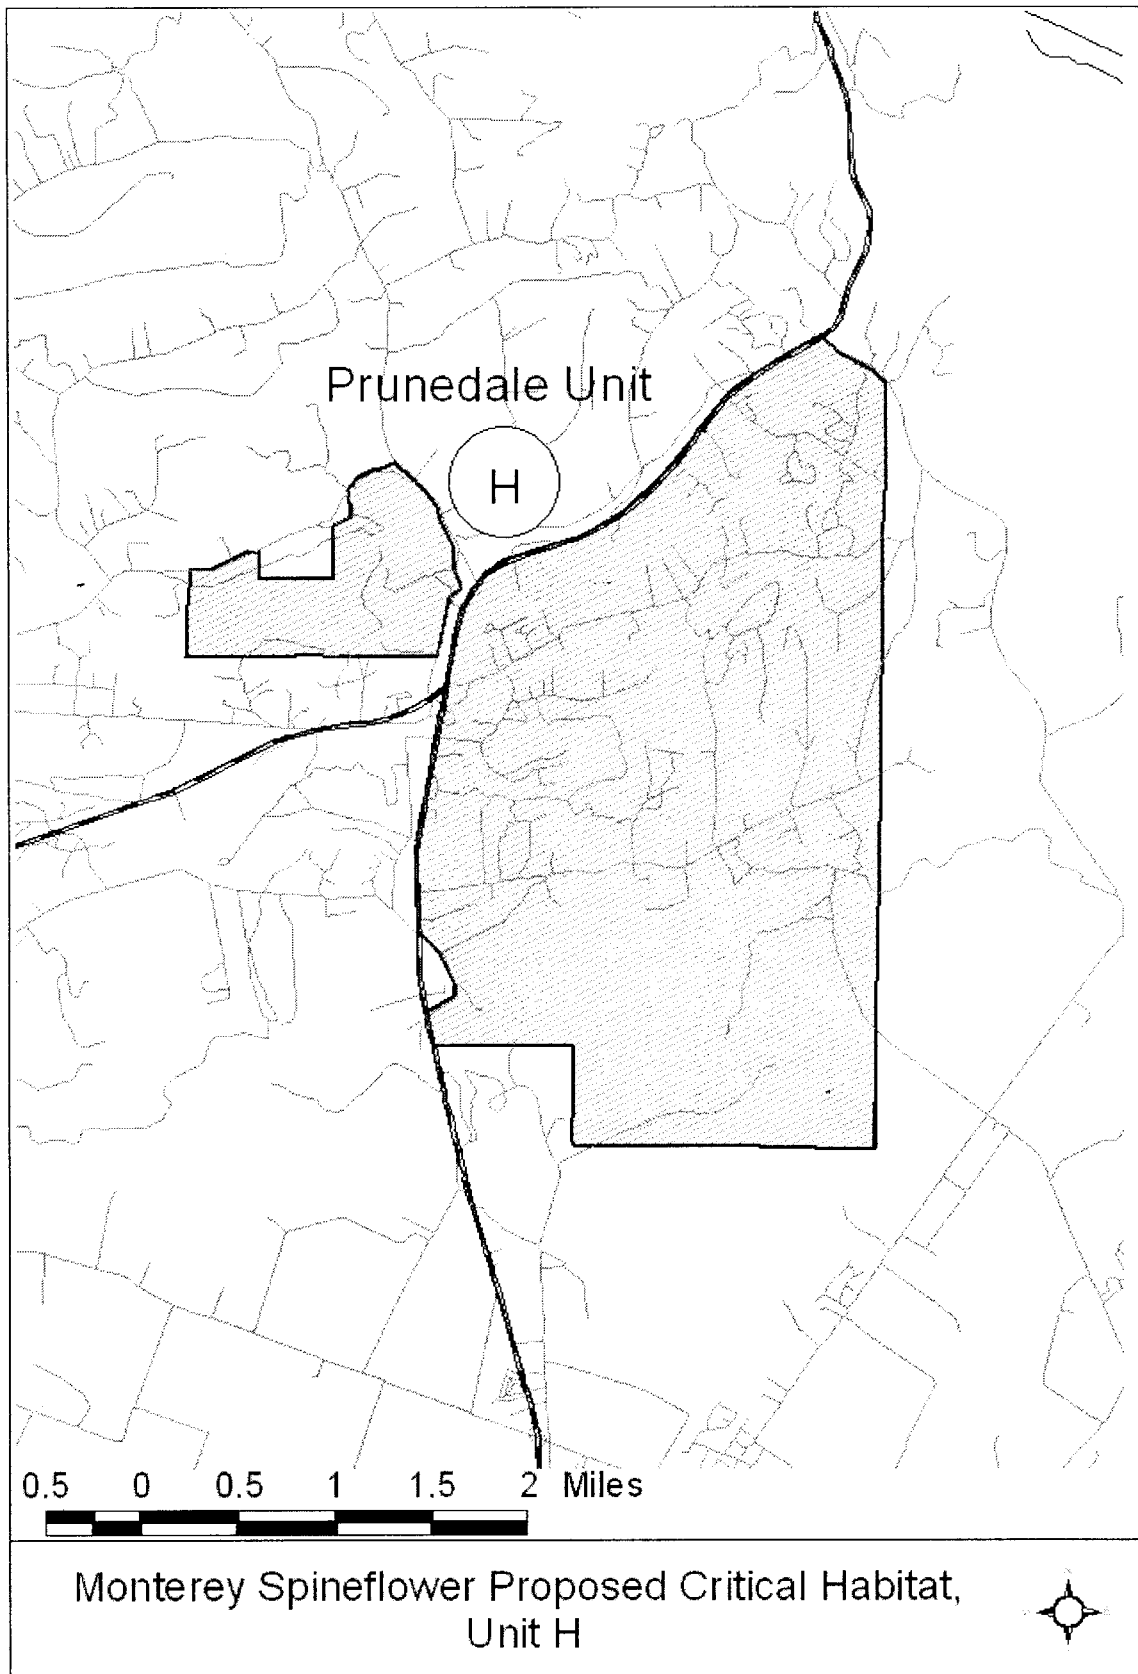 Prunedale Unit
H
0.5 0 0.5 1 1.5 2 Miles
Monterey Spineflower Proposed Critical Habitat,
Unit H